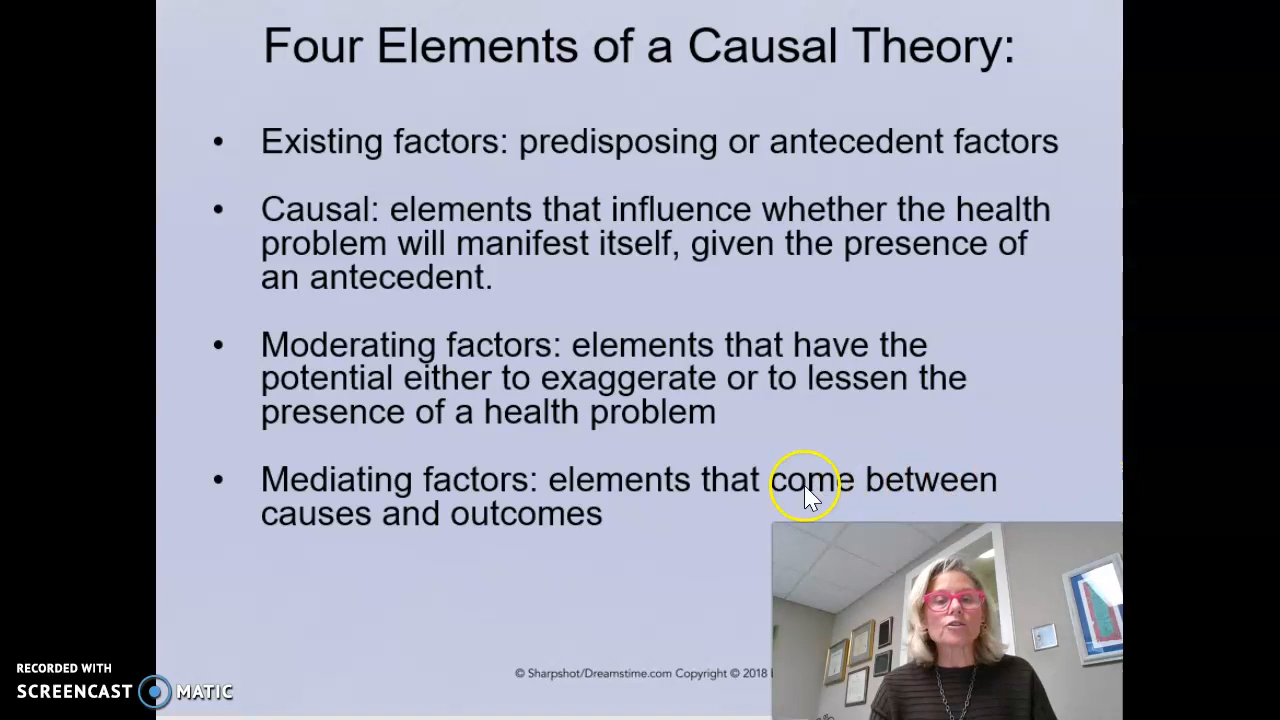 Four Elements of a Causal Theory:
• Existing factors: predisposing or antecedent factors
• Causal: elements that influence whether the health
problem will manifest itself, given the presence of
an antecedent.
• Moderating factors: elements that have the
potential either to exaggerate or to lessen the
presence of a health problem
• Mediating factors: elements that come between
causes and outcomes
© Sharpshot/Dreamstime.com Copyright © 2018
RECORDED WITH
SCREENCAST MATIC